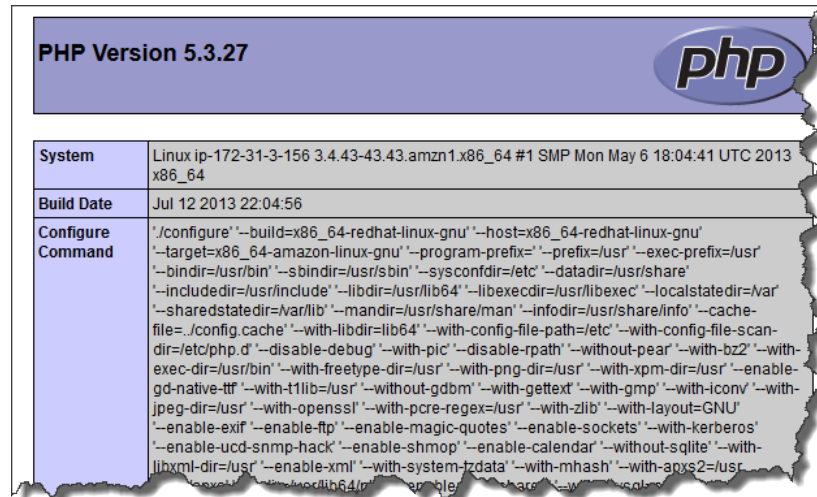 PHP Version 5.3.27
php
System
Linux ip-172-31-3-156 3.4.43-43.43.amzn1.x86_64 #1 SMP Mon May 6 18:04:41 UTC 2013
x86_64
Build Date
Jul 12 2013 22:04:56
Configure
Command
'./configure' '--build=x86_64-redhat-linux-gnu' '--host=x86_64-redhat-linux-gnu'
'--target=x86_64-amazon-linux-gnu' '--program-prefix=' '--prefix=/usr' '--exec-prefix=/usr'
'--bindir=/usr/bin' '--sbindir=/usr/sbin' '--sysconfdir=/etc' '--datadir=/usr/share'
'--includedir=/usr/include' '--libdir=/usr/lib64' '--libexecdir=/usr/libexec' '--localstatedir=/var'
'--sharedstatedir=/var/lib' '--mandir=/usr/share/man' '--infodir=/usr/share/info' '--cache-
file=../config.cache' '--with-libdir=lib64' '--with-config-file-path=/etc' '--with-config-file-scan-
dir=/etc/php.d' '--disable-debug' '--with-pic' '--disable-rpath' '--without-pear' '--with-bz2' '--with-
exec-dir=/usr/bin' '--with-freetype-dir=/usr' '--with-png-dir=/usr' '--with-xpm-dir=/usr' '--enable-
gd-native-ttf' '--with-t1lib=/usr' '--without-gdbm' '--with-gettext' '--with-gmp' '--with-iconv' '--with-
jpeg-dir=/usr' '--with-openssl' '--with-pcre-regex=/usr' '--with-zlib' '--with-layout=GNU'
'--enable-exif' '--enable-ftp' '--enable-magic-quotes' '--enable-sockets' '--with-kerberos'
'--enable-ucd-snmp-hack' '--enable-shmop' '--enable-calendar' '--without-sqlite' '--with-
libxml-dir=/usr' '--enable-xml' '--with-system-tzdata' '--with-mhash' '--with-apxs2=/usr